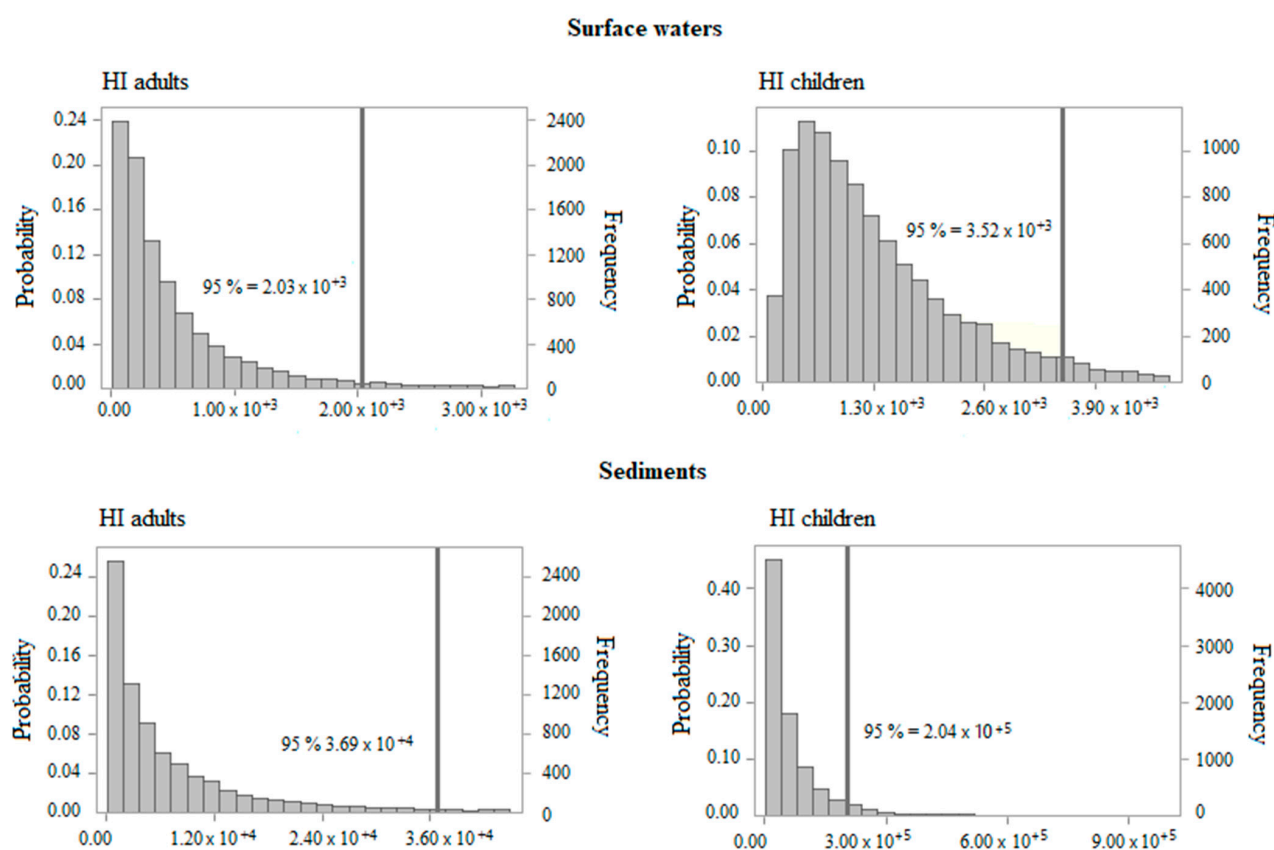 Surface waters
HI adults
Probability
0.24
0.20
0.16
0.12
0.08
0.04
0.00
95 % = 2.03 x 10+3
2400
2000
1600
1200
800
400
0
Frequency
0.00 1.00 x 10+3 2.00 x 10+3 3.00 x 10+3
HI children
Probability
0.10
0.08
0.06
0.04
0.02
0.00
95 % = 3.52 x 10+3
1000
800
600
400
200
0
Frequency
0.00 1.30 x 10+3 2.60 x 10+3 3.90 x 10+3
Sediments
HI adults
Probability
0.24
0.20
0.16
0.12
0.08
0.04
0.00
95 % 3.69 x 10+4
2400
2000
1600
1200
800
400
0
Frequency
0.00 1.20 x 10+4 2.40 x 10+4 3.60 x 10+4
HI children
Probability
0.40
0.30
0.20
0.10
0.00
95 % = 2.04 x 10+5
4000
3000
2000
1000
0
Frequency
0.00 3.00 x 10+5 6.00 x 10+5 9.00 x 10+5